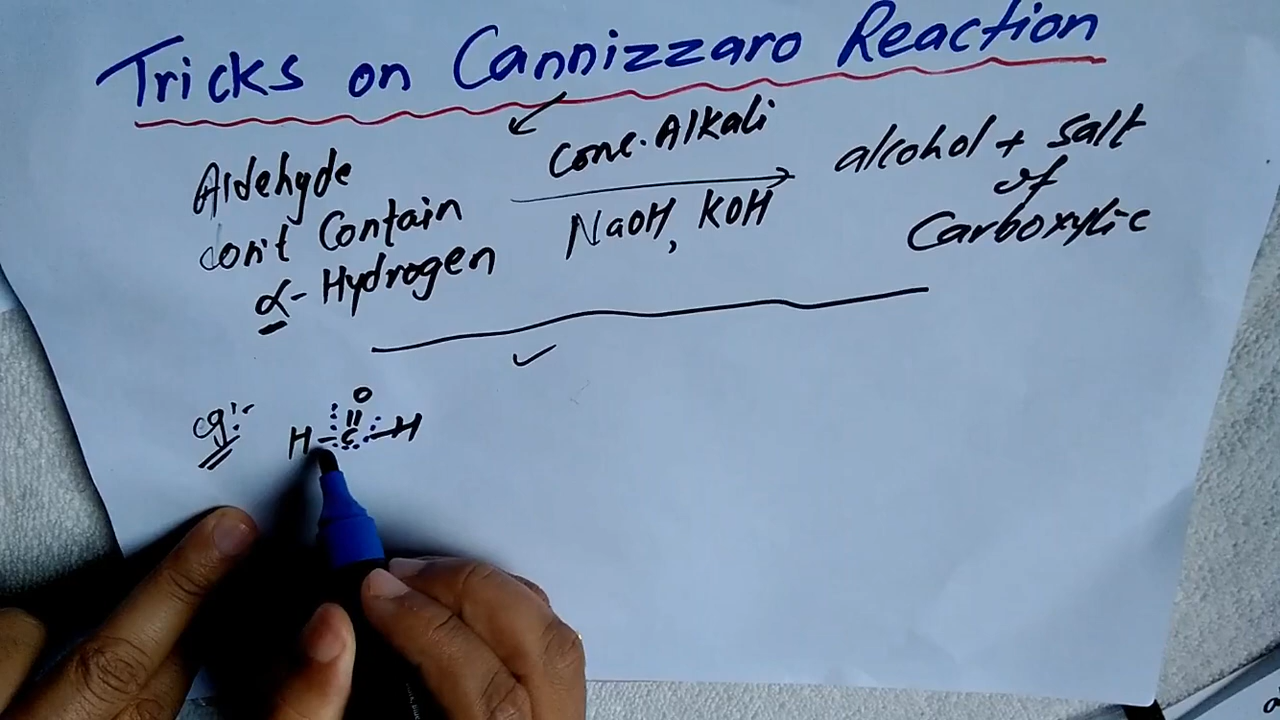 Tricks on Cannizzaro Reaction
Aldehyde
don't Contain
α-Hydrogen
Conc. Alkali
NaOH, KOH
alcohol + Salt
of
Carboxylic
eg:-
O
H-C-H